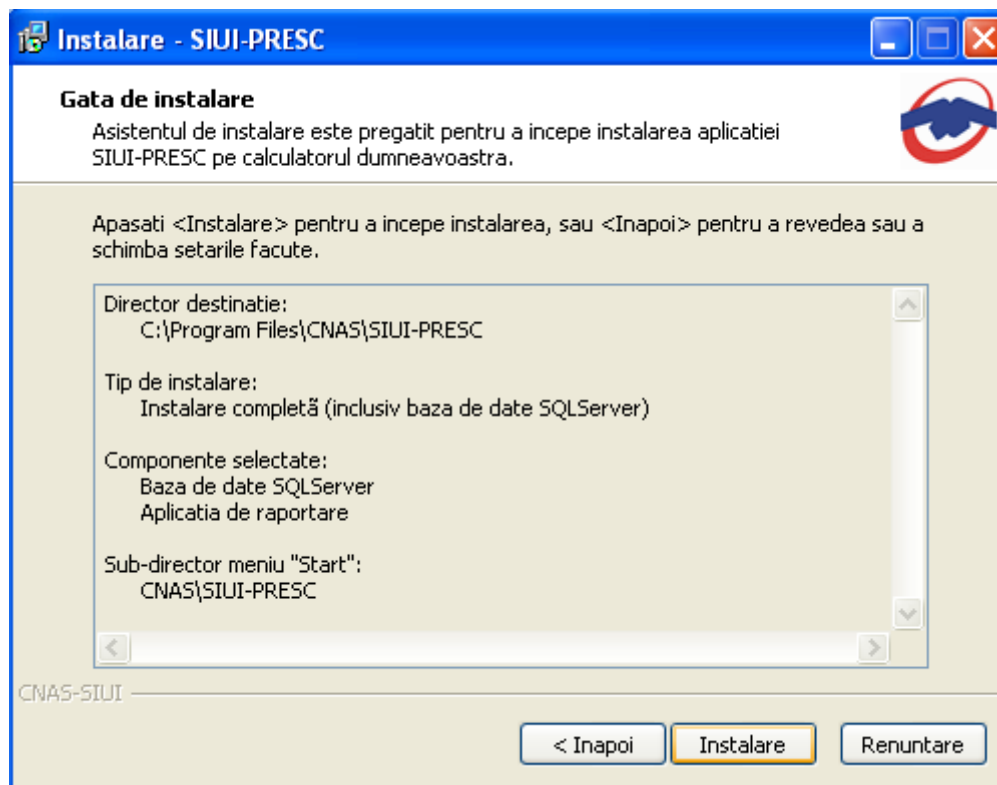 Instalare - SIUI-PRESC
Gata de instalare
Asistentul de instalare este pregatit pentru a incepe instalarea aplicatiei
SIUI-PRESC pe calculatorul dumneavoastra.
Apasati <Instalare> pentru a incepe instalarea, sau <Inapoi> pentru a revedea sau a
schimba setarile facute.
Director destinatie:
C:\Program Files\CNAS\SIUI-PRESC
Tip de instalare:
Instalare completã (inclusiv baza de date SQLServer)
Componente selectate:
Baza de date SQLServer
Aplicatia de raportare
Sub-director meniu "Start":
CNAS\SIUI-PRESC
CNAS-SIUI
< Inapoi
Instalare
Renuntare